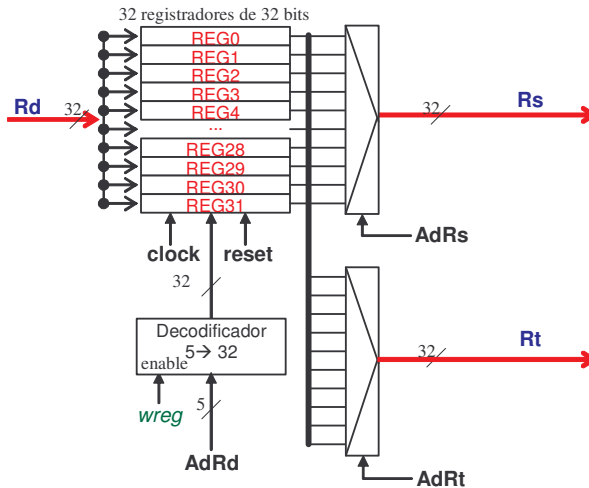 32 registradores de 32 bits
REG0
REG1
REG2
REG3
REG4
...
REG28
REG29
REG30
REG31
Rd
32
32
Rs
AdRs
clock
reset
32
Decodificador
5→ 32
enable
wreg
5
AdRd
32
Rt
AdRt